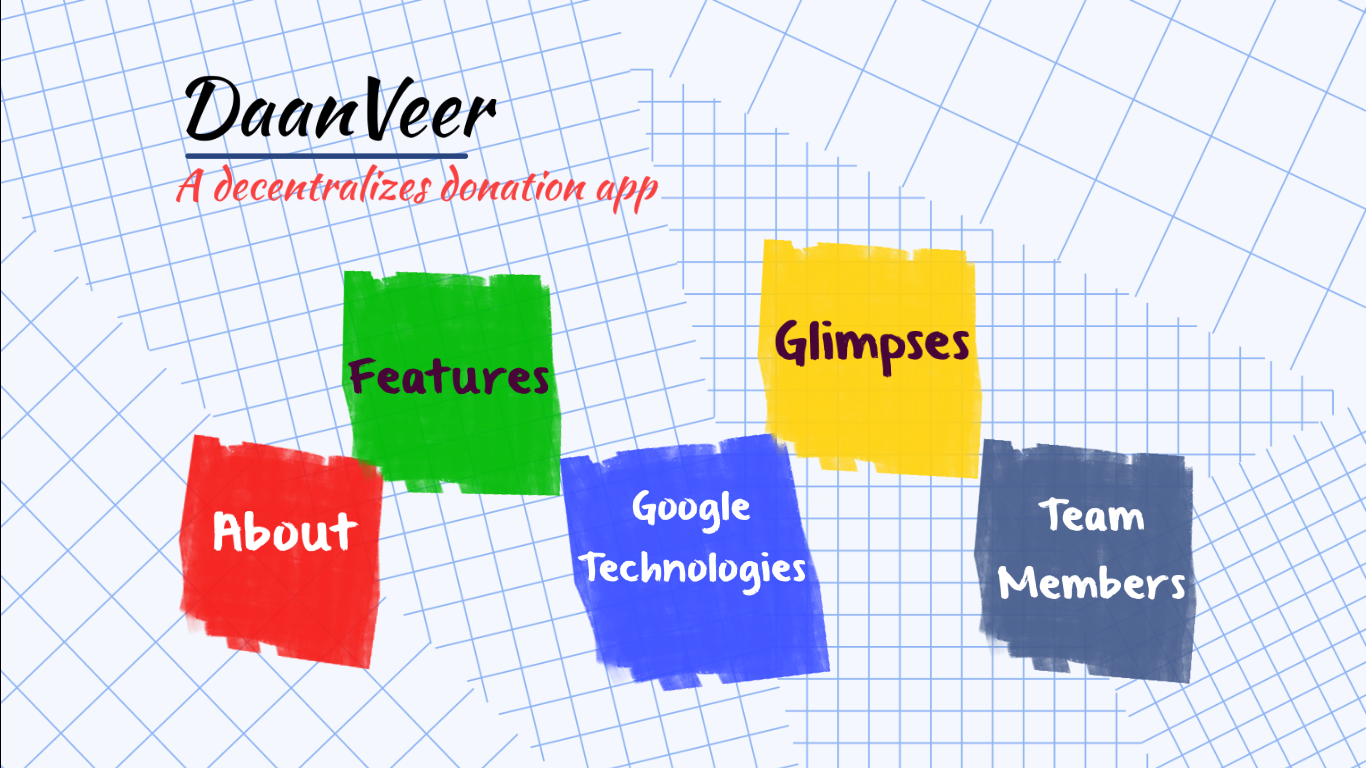 DaanVeer
A decentralizes donation app
Features
Glimpses
About
Google
Technologies
Team
Members